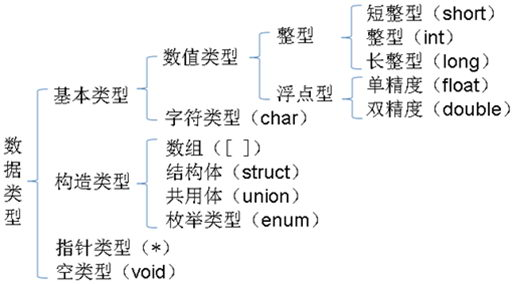 数据类型
基本类型
数值类型
整型
短整型（short）
整型（int）
长整型（long）
浮点型
单精度（float）
双精度（double）
字符类型（char）
构造类型
数组（[ ]）
结构体（struct）
共用体（union）
枚举类型（enum）
指针类型（*）
空类型（void）